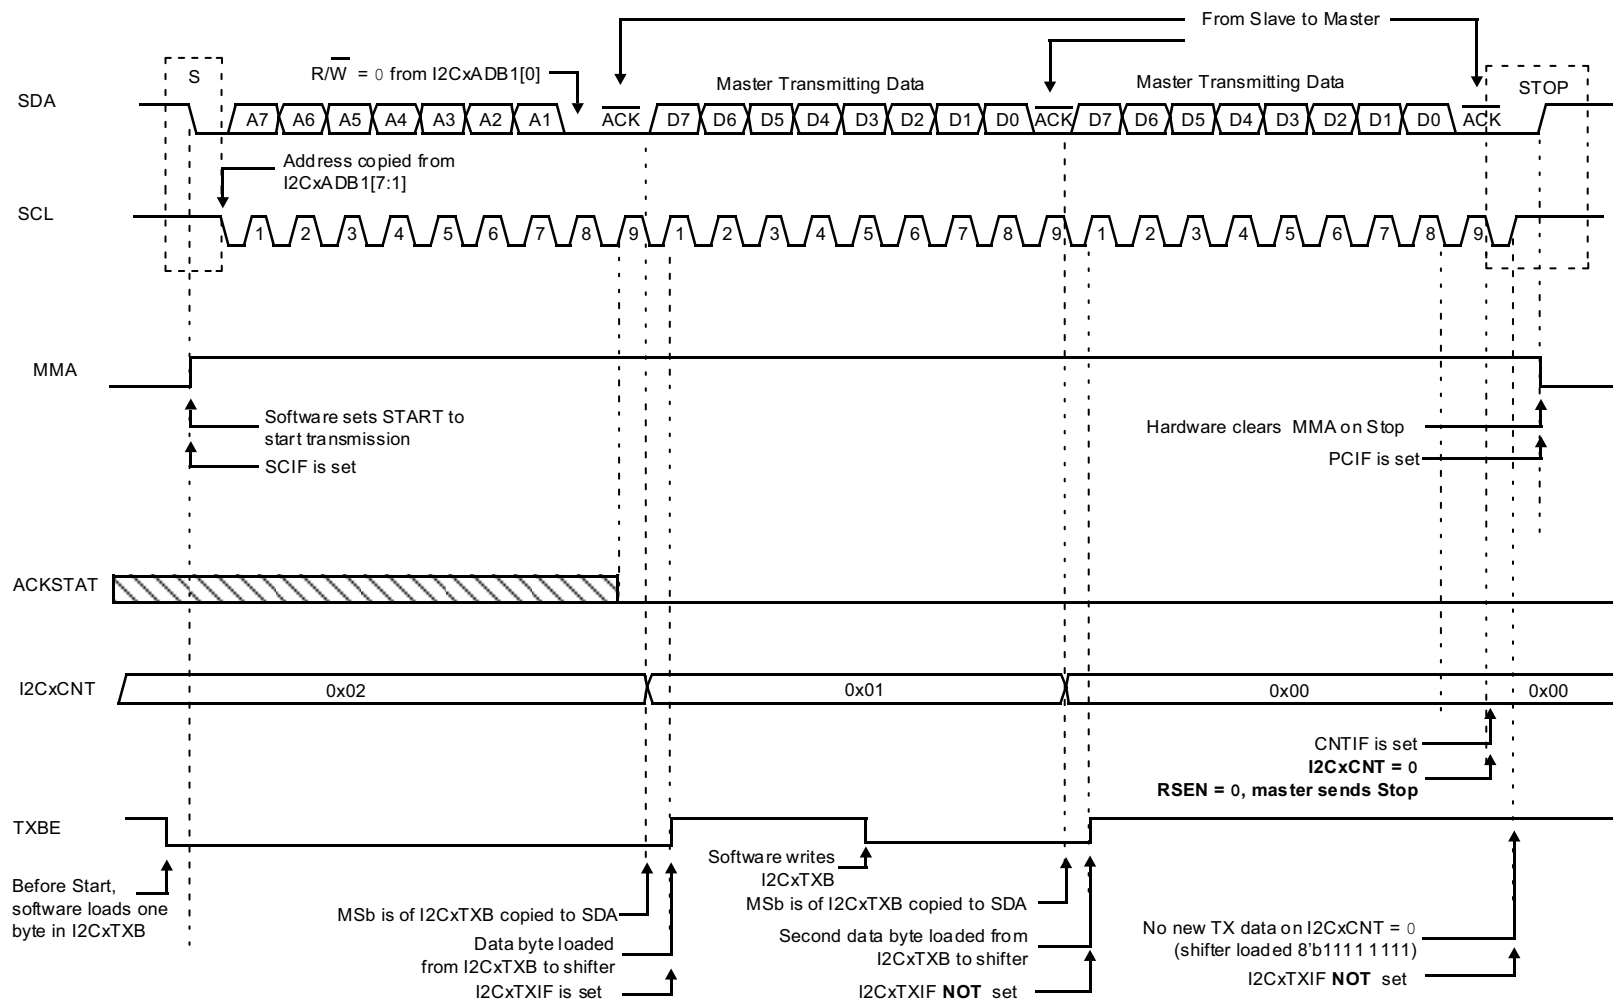 From Slave to Master
S
R/W = 0 from I2CxADB1[0]
Master Transmitting Data
Master Transmitting Data
STOP
SDA
A7 A6 A5 A4 A3 A2 A1 ACK D7 D6 D5 D4 D3 D2 D1 D0 ACK D7 D6 D5 D4 D3 D2 D1 D0 ACK
Address copied from
I2CxADB1[7:1]
SCL
1 2 3 4 5 6 7 8 9 1 2 3 4 5 6 7 8 9 1 2 3 4 5 6 7 8 9
MMA
Software sets START to
start transmission
SCIF is set
Hardware clears MMA on Stop
PCIF is set
ACKSTAT
I2CxCNT
0x02 0x01 0x00 0x00
CNTIF is set
I2CxCNT = 0
RSEN = 0, master sends Stop
TXBE
Before Start,
software loads one
byte in I2CxTXB
MSb is of I2CxTXB copied to SDA
Data byte loaded
from I2CxTXB to shifter
I2CxTXIF is set
Software writes
I2CxTXB
MSb is of I2CxTXB copied to SDA
Second data byte loaded from
I2CxTXB to shifter
I2CxTXIF NOT set
No new TX data on I2CxCNT = 0
(shifter loaded 8'b1111 1111)
I2CxTXIF NOT set